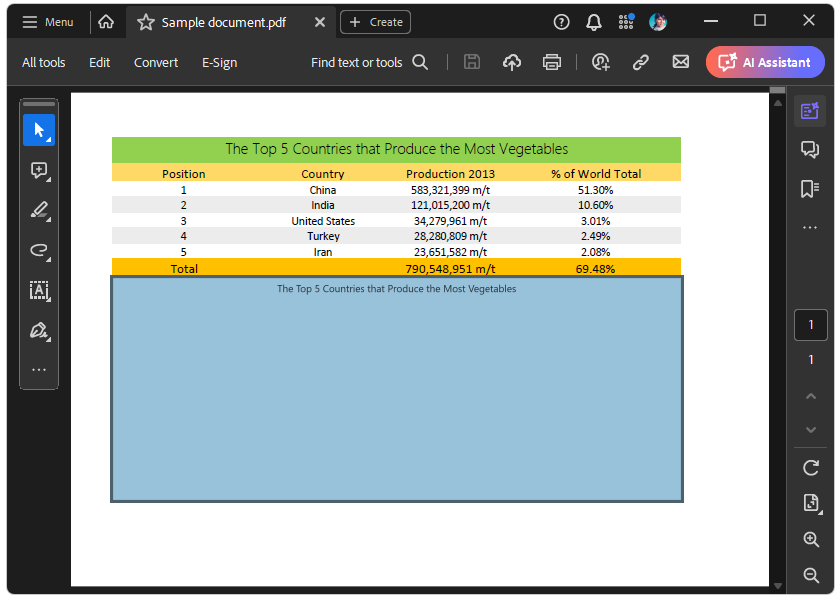 Menu Sample document.pdf Create
All tools Edit Convert E-Sign Find text or tools AI Assistant
The Top 5 Countries that Produce the Most Vegetables
Position Country Production 2013 % of World Total
1 China 583,321,399 m/t 51.30%
2 India 121,015,200 m/t 10.60%
3 United States 34,279,961 m/t 3.01%
4 Turkey 28,280,809 m/t 2.49%
5 Iran 23,651,582 m/t 2.08%
Total 790,548,951 m/t 69.48%
The Top 5 Countries that Produce the Most Vegetables
1
1